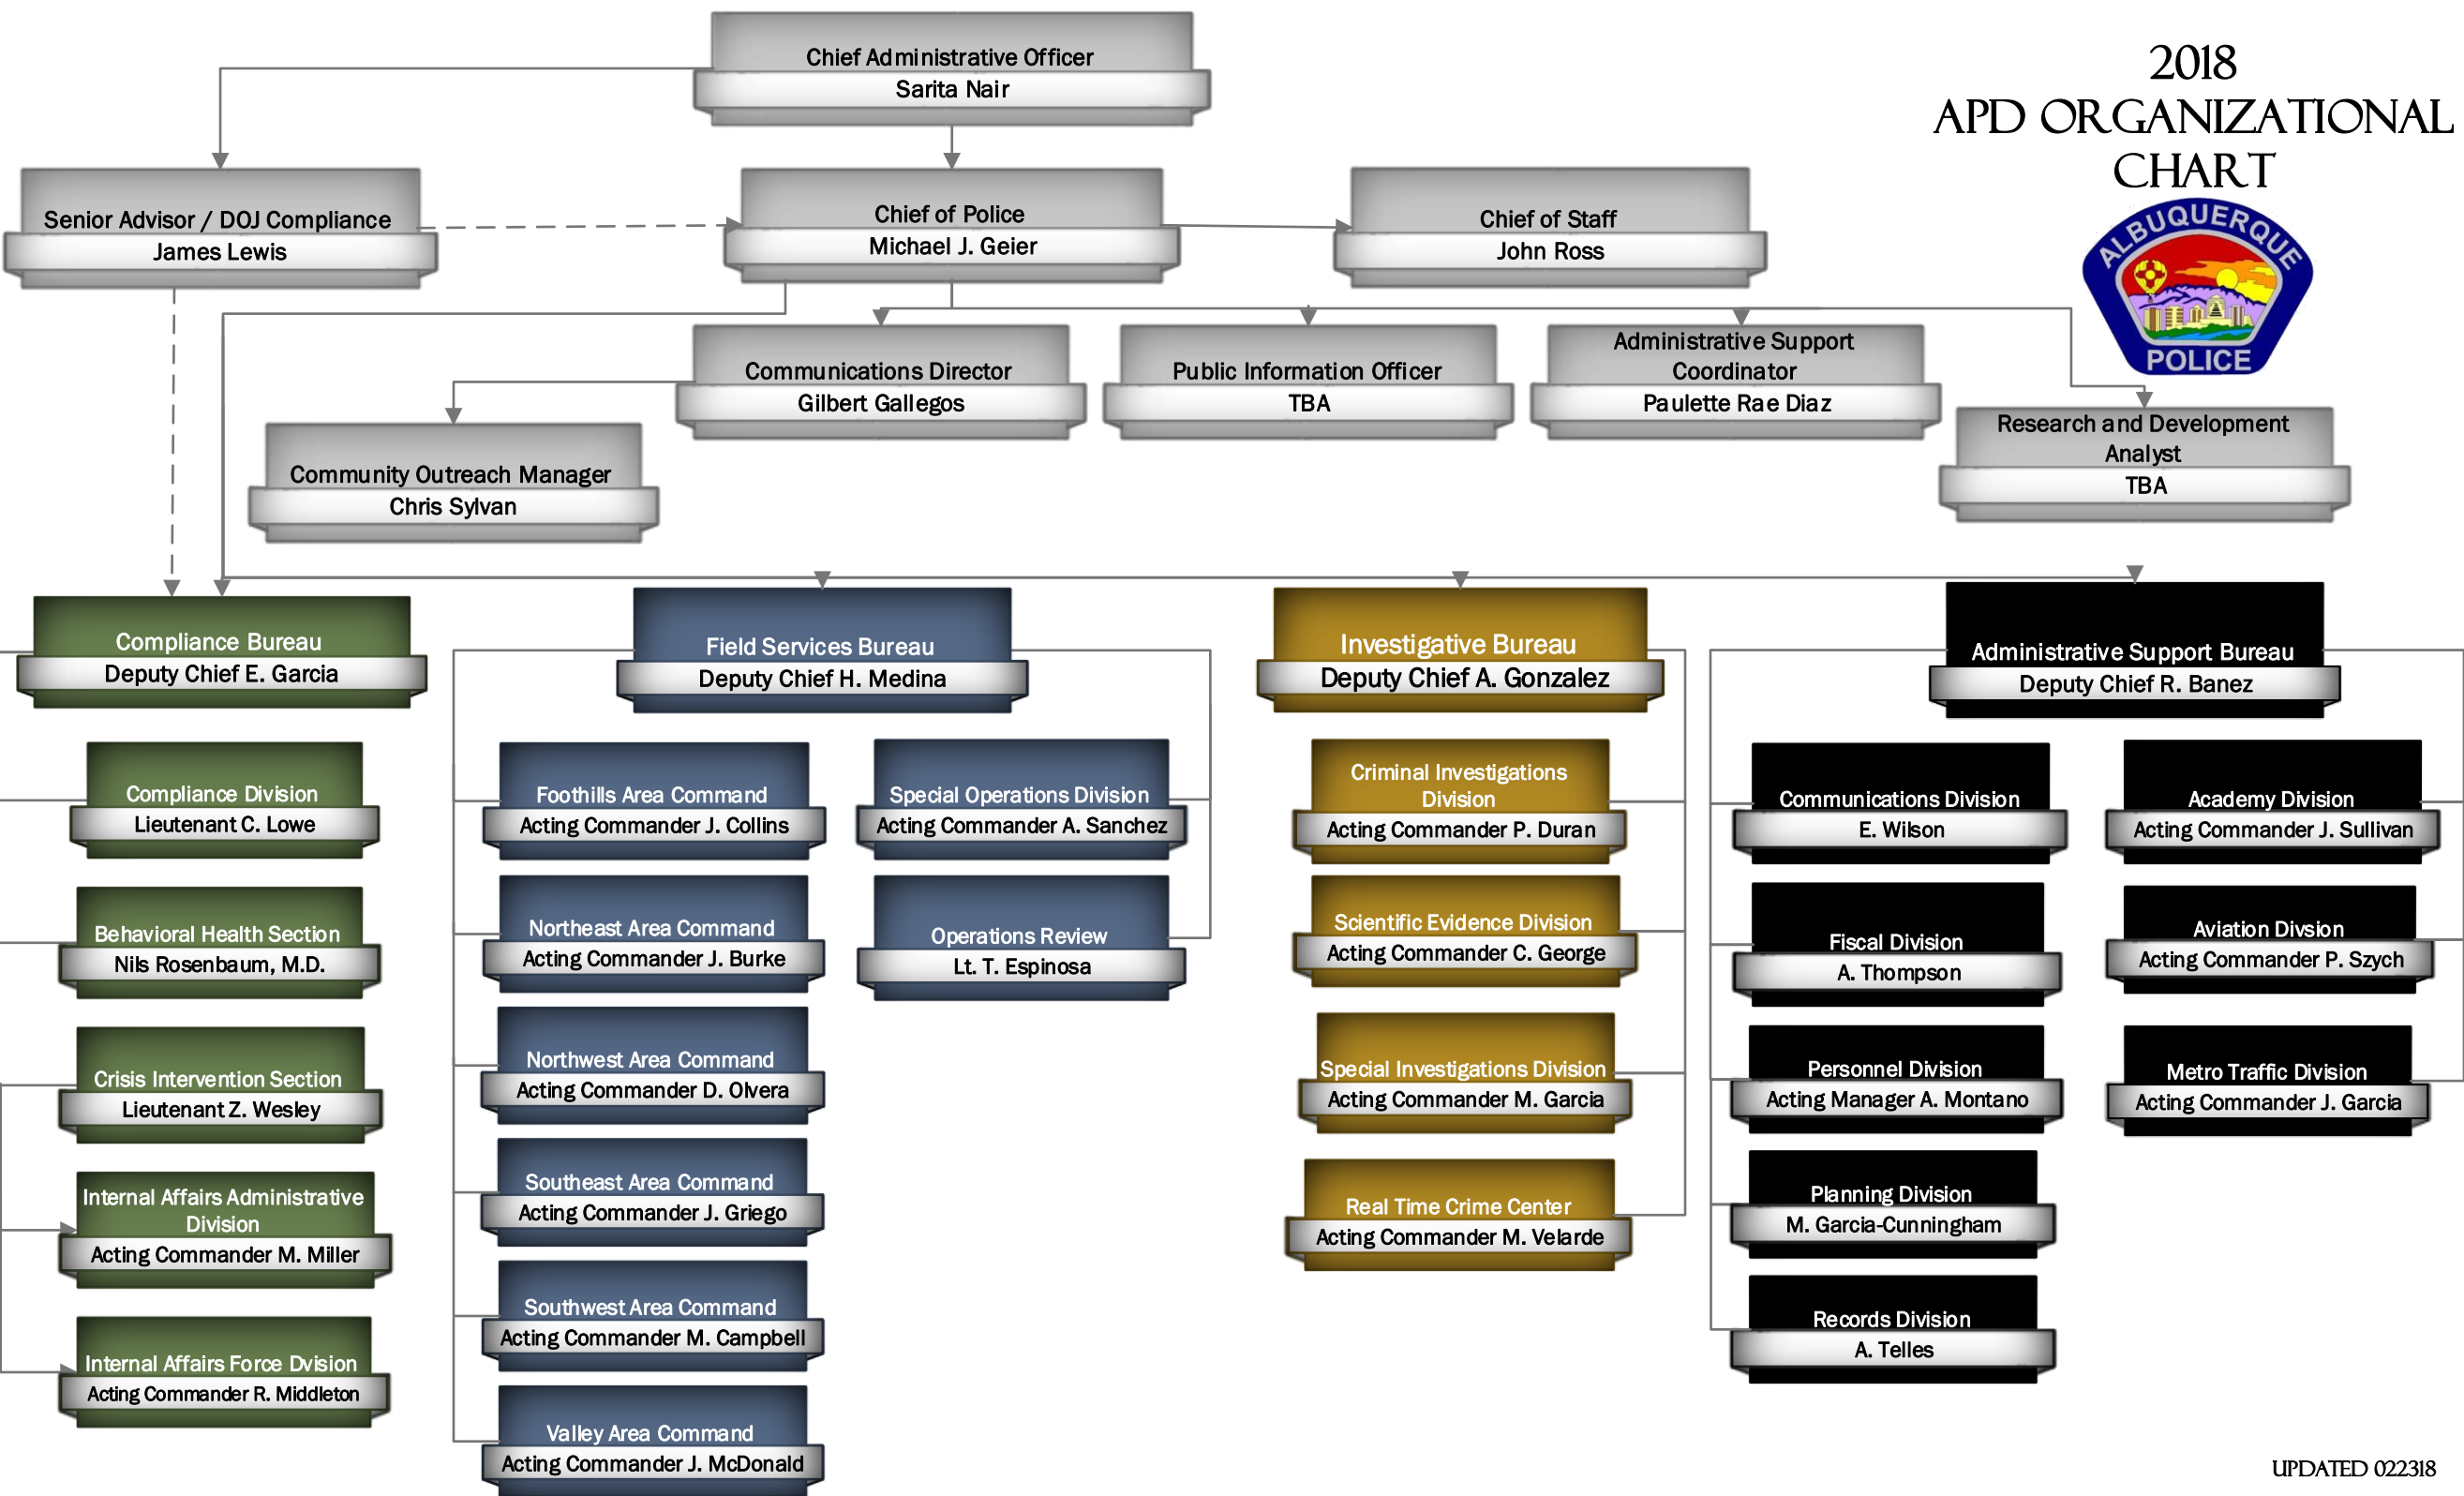 2018
APD ORGANIZATIONAL
CHART
ALBUQUERQUE
POLICE
Chief Administrative Officer
Sarita Nair
Senior Advisor / DOJ Compliance
James Lewis
Chief of Police
Michael J. Geier
Chief of Staff
John Ross
Communications Director
Gilbert Gallegos
Public Information Officer
TBA
Administrative Support
Coordinator
Paulette Rae Diaz
Research and Development
Analyst
TBA
Community Outreach Manager
Chris Sylvan
Compliance Bureau
Deputy Chief E. Garcia
Compliance Division
Lieutenant C. Lowe
Behavioral Health Section
Nils Rosenbaum, M.D.
Crisis Intervention Section
Lieutenant Z. Wesley
Internal Affairs Administrative
Division
Acting Commander M. Miller
Internal Affairs Force Dvision
Acting Commander R. Middleton
Field Services Bureau
Deputy Chief H. Medina
Foothills Area Command
Acting Commander J. Collins
Northeast Area Command
Acting Commander J. Burke
Northwest Area Command
Acting Commander D. Olvera
Southeast Area Command
Acting Commander J. Griego
Southwest Area Command
Acting Commander M. Campbell
Valley Area Command
Acting Commander J. McDonald
Special Operations Division
Acting Commander A. Sanchez
Operations Review
Lt. T. Espinosa
Investigative Bureau
Deputy Chief A. Gonzalez
Criminal Investigations
Division
Acting Commander P. Duran
Scientific Evidence Division
Acting Commander C. George
Special Investigations Division
Acting Commander M. Garcia
Real Time Crime Center
Acting Commander M. Velarde
Administrative Support Bureau
Deputy Chief R. Banez
Communications Division
E. Wilson
Fiscal Division
A. Thompson
Personnel Division
Acting Manager A. Montano
Planning Division
M. Garcia-Cunningham
Records Division
A. Telles
Academy Division
Acting Commander J. Sullivan
Aviation Divsion
Acting Commander P. Szych
Metro Traffic Division
Acting Commander J. Garcia
UPDATED 022318